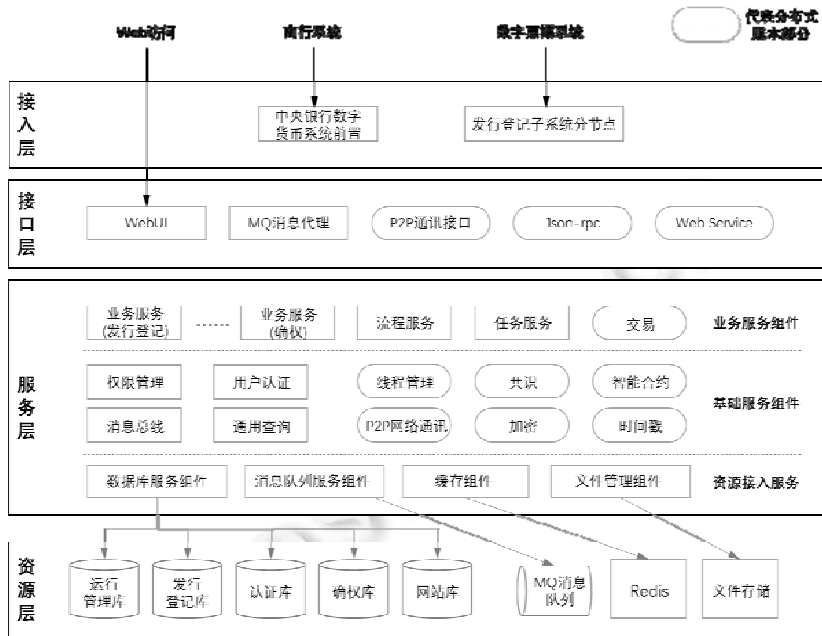 Web访问
商行系统
数字票据系统
代表分布式
账本部分
接入层
中央银行数字
货币系统前置
发行登记子系统分节点
接口层
WebUI
MQ消息代理
P2P通讯接口
Json-rpc
Web Service
服务层
业务服务
(发行登记)
……
业务服务
(确权)
流程服务
任务服务
交易
业务服务组件
权限管理
用户认证
线程管理
共识
智能合约
基础服务组件
消息总线
通用查询
P2P网络通讯
加密
时间戳
数据库服务组件
消息队列服务组件
缓存组件
文件管理组件
资源接入服务
资源层
运行
管理库
发行
登记库
认证库
确权库
网站库
MQ消息
队列
Redis
文件存储